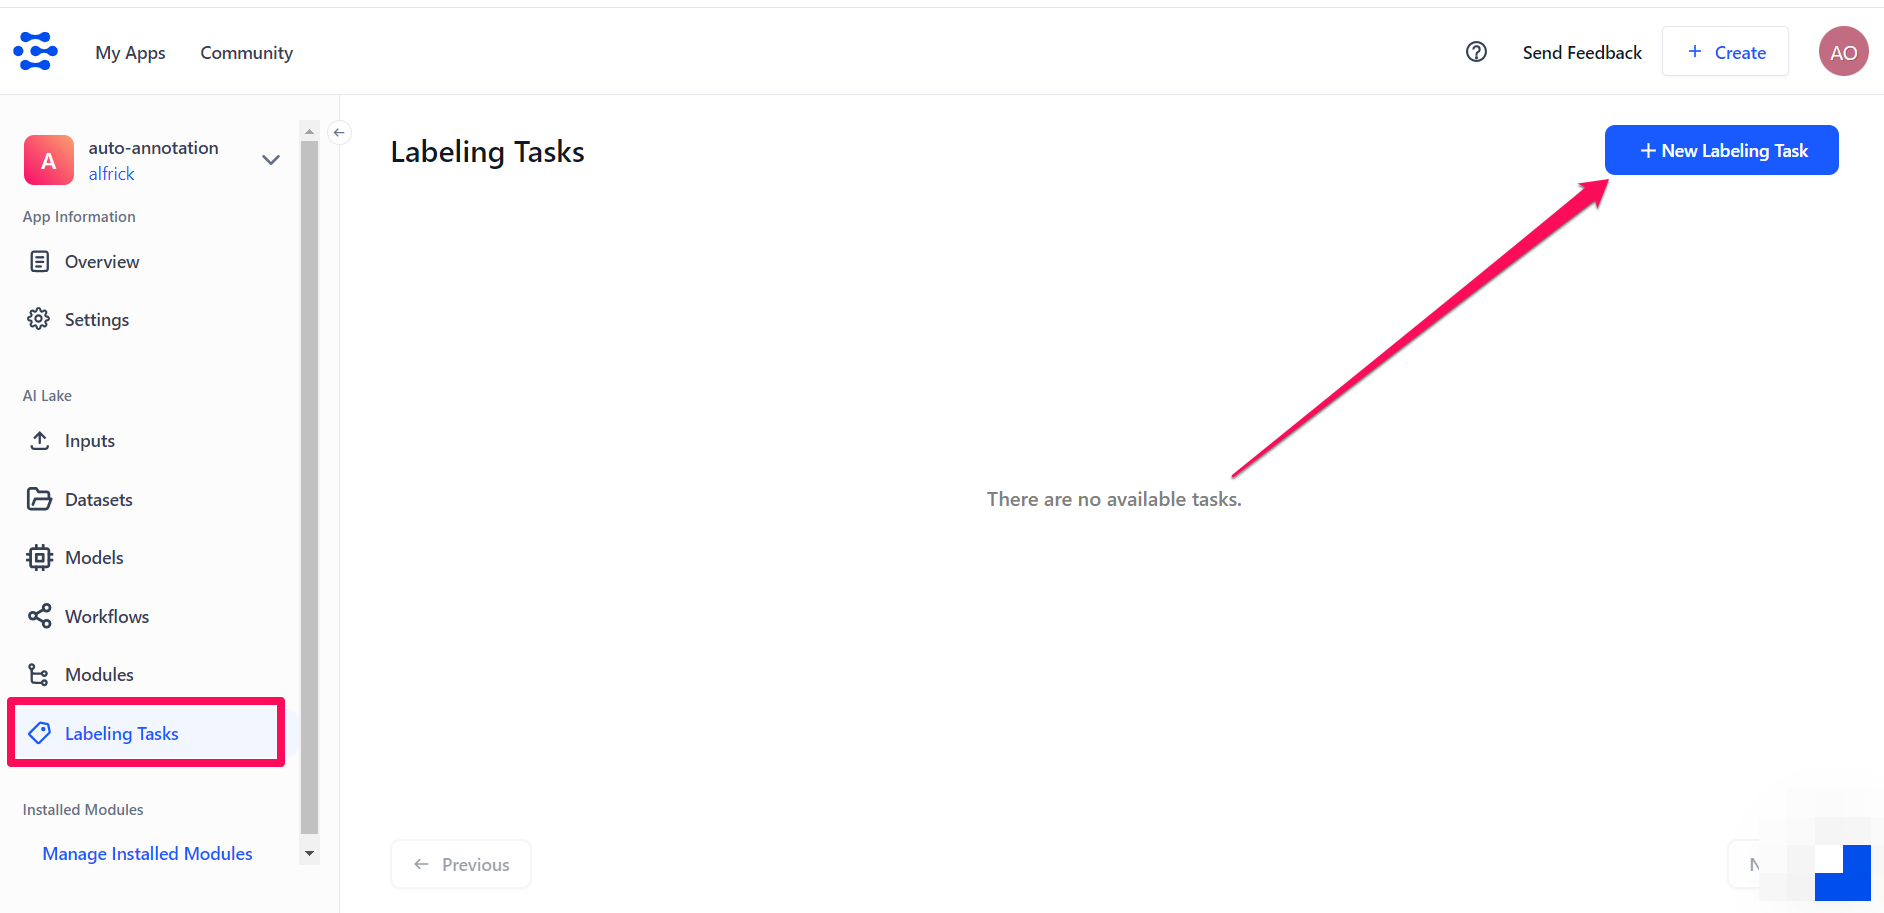 My Apps
Community
Send Feedback
+ Create
AO
A
auto-annotation
alfrick
App Information
Overview
Settings
AI Lake
Inputs
Datasets
Models
Workflows
Modules
Labeling Tasks
Installed Modules
Manage Installed Modules
Labeling Tasks
+ New Labeling Task
There are no available tasks.
← Previous